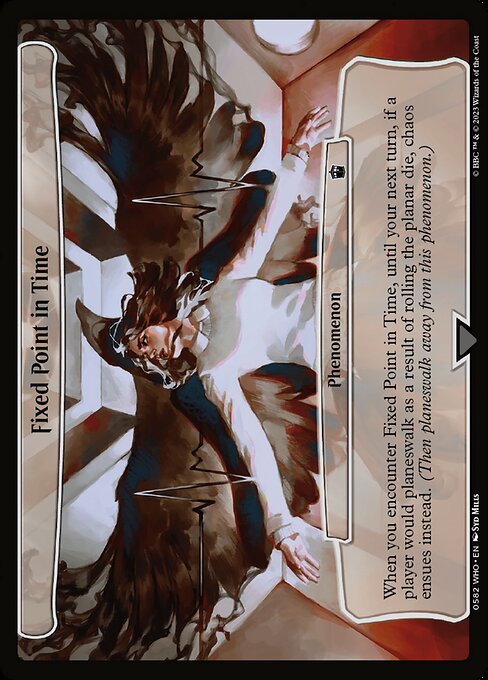 Fixed Point in Time
Phenomenon
When you encounter Fixed Point in Time, until your next turn, if a
player would planeswalk as a result of rolling the planar die, chaos
ensues instead. (Then planeswalk away from this phenomenon.)
0582 WHO • EN SYD MILLS
© BBC ™ & © 2023 Wizards of the Coast